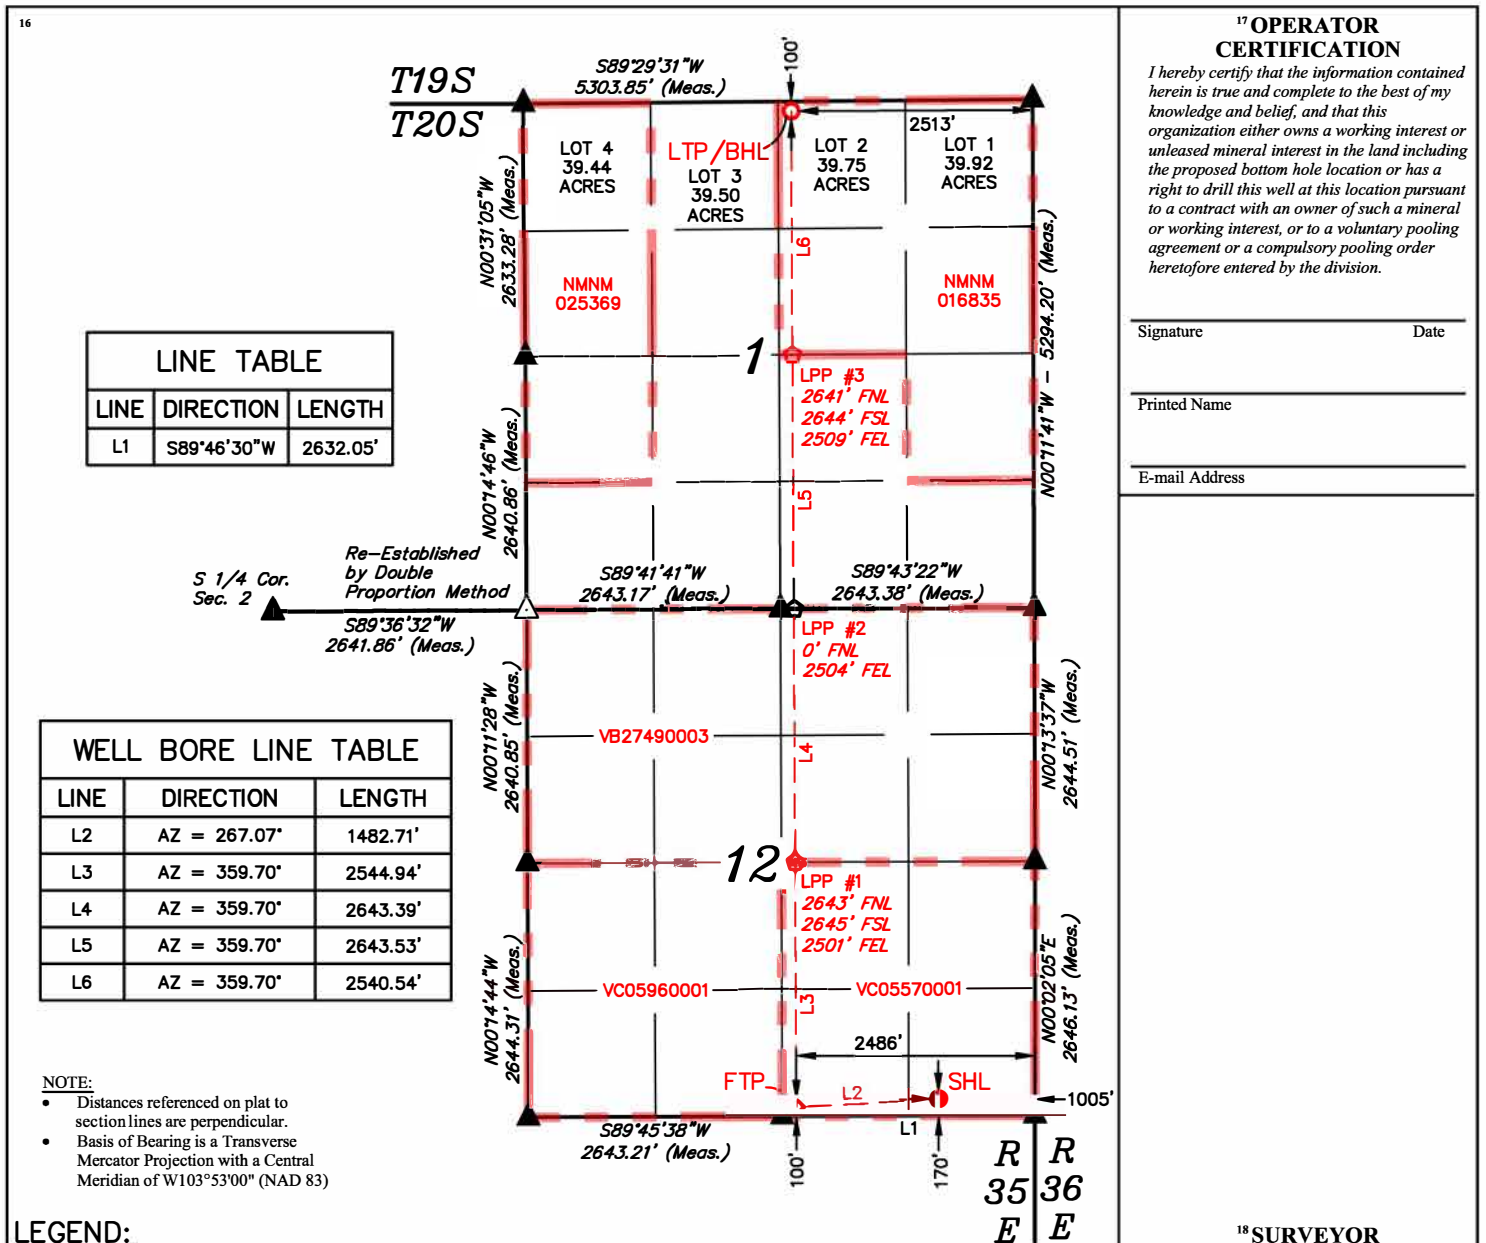 16
T19S
T20S
S89°29'31"W
5303.85' (Meas.)
100'
2513'
LTP/BHL
LOT 4
39.44
ACRES
LOT 3
39.50
ACRES
LOT 2
39.75
ACRES
LOT 1
39.92
ACRES
N00°31'05"W
2633.28' (Meas.)
NMNM
025369
L6
NMNM
016835
N00°11'41"W - 5294.20' (Meas.)
1
LPP #3
2641' FNL
2644' FSL
2509' FEL
N00°14'46"W
2640.86' (Meas.)
L5
LINE TABLE
LINE DIRECTION LENGTH
L1 S89°46'30"W 2632.05'
S 1/4 Cor.
Sec. 2
Re-Established
by Double
Proportion Method
S89°36'32"W
2641.86' (Meas.)
S89°41'41"W
2643.17' (Meas.)
S89°43'22"W
2643.38' (Meas.)
LPP #2
0' FNL
2504' FEL
N00°11'28"W
2640.85' (Meas.)
VB27490003
L4
N00°13'37"W
2644.51' (Meas.)
WELL BORE LINE TABLE
LINE DIRECTION LENGTH
L2 AZ = 267.07° 1482.71'
L3 AZ = 359.70° 2544.94'
L4 AZ = 359.70° 2643.39'
L5 AZ = 359.70° 2643.53'
L6 AZ = 359.70° 2540.54'
12
LPP #1
2643' FNL
2645' FSL
2501' FEL
N00°14'44"W
2644.31' (Meas.)
VC05960001
L3
VC05570001
N00°02'05"E
2646.13' (Meas.)
2486'
FTP
L2
SHL
1005'
S89°45'38"W
2643.21' (Meas.)
100'
L1
170'
R R
35 36
E E
NOTE:
• Distances referenced on plat to
section lines are perpendicular.
• Basis of Bearing is a Transverse
Mercator Projection with a Central
Meridian of W103°53'00" (NAD 83)
LEGEND:
17 OPERATOR
CERTIFICATION
I hereby certify that the information contained
herein is true and complete to the best of my
knowledge and belief, and that this
organization either owns a working interest or
unleased mineral interest in the land including
the proposed bottom hole location or has a
right to drill this well at this location pursuant
to a contract with an owner of such a mineral
or working interest, or to a voluntary pooling
agreement or a compulsory pooling order
heretofore entered by the division.
Signature Date
Printed Name
E-mail Address
18 SURVEYOR